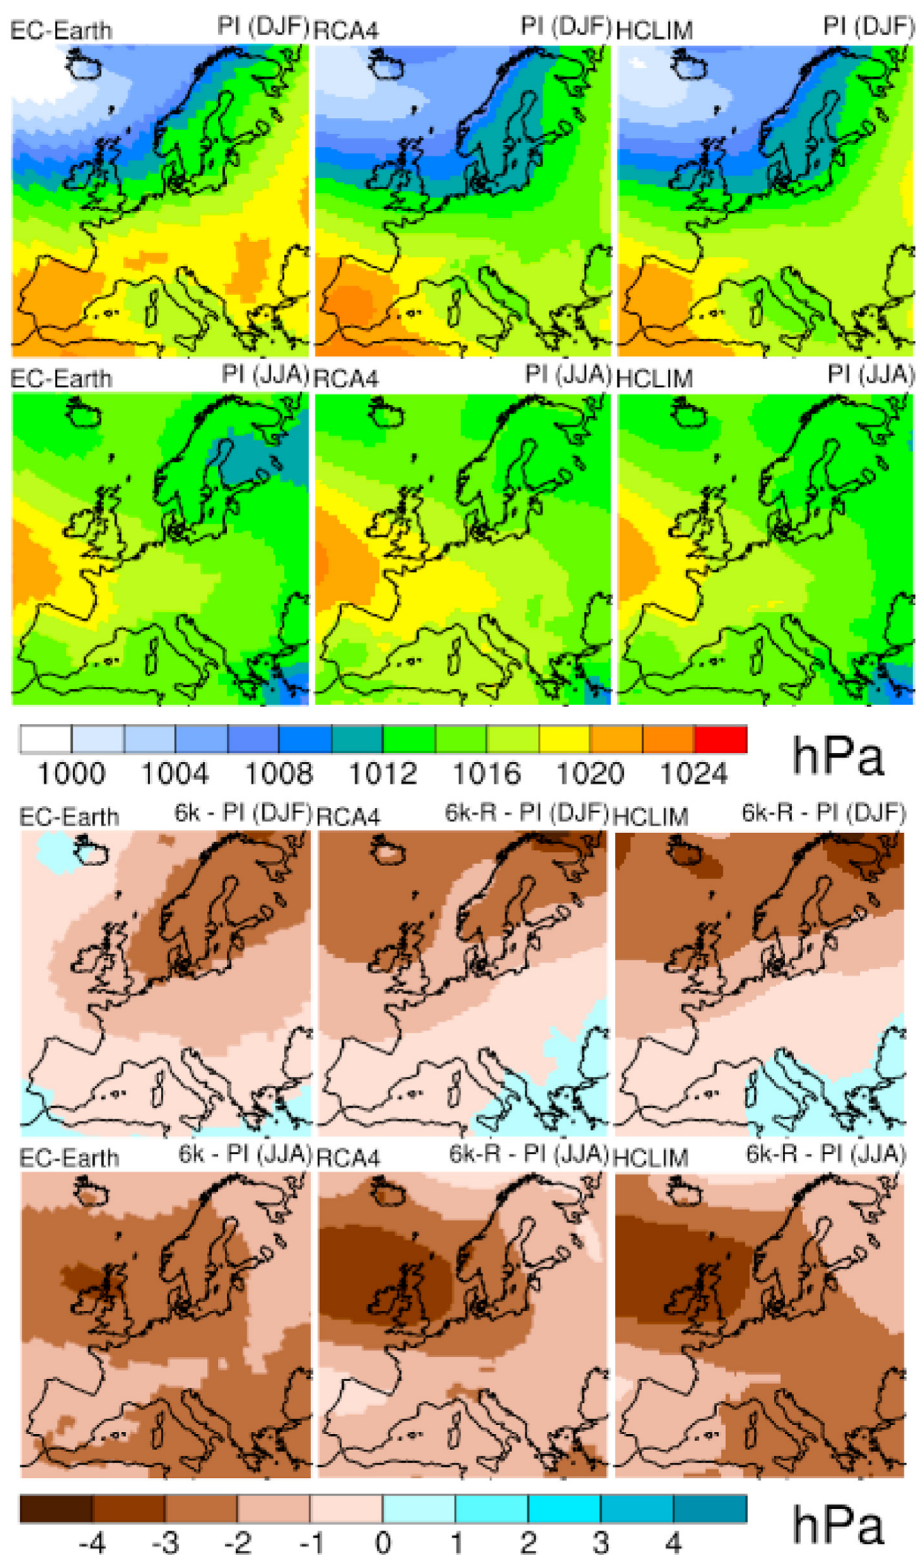 EC-Earth PI (DJF) RCA4 PI (DJF) HCLIM PI (DJF)
EC-Earth PI (JJA) RCA4 PI (JJA) HCLIM PI (JJA)
1000 1004 1008 1012 1016 1020 1024 hPa
EC-Earth 6k - PI (DJF) RCA4 6k-R - PI (DJF) HCLIM 6k-R - PI (DJF)
EC-Earth 6k - PI (JJA) RCA4 6k-R - PI (JJA) HCLIM 6k-R - PI (JJA)
-4 -3 -2 -1 0 1 2 3 4 hPa